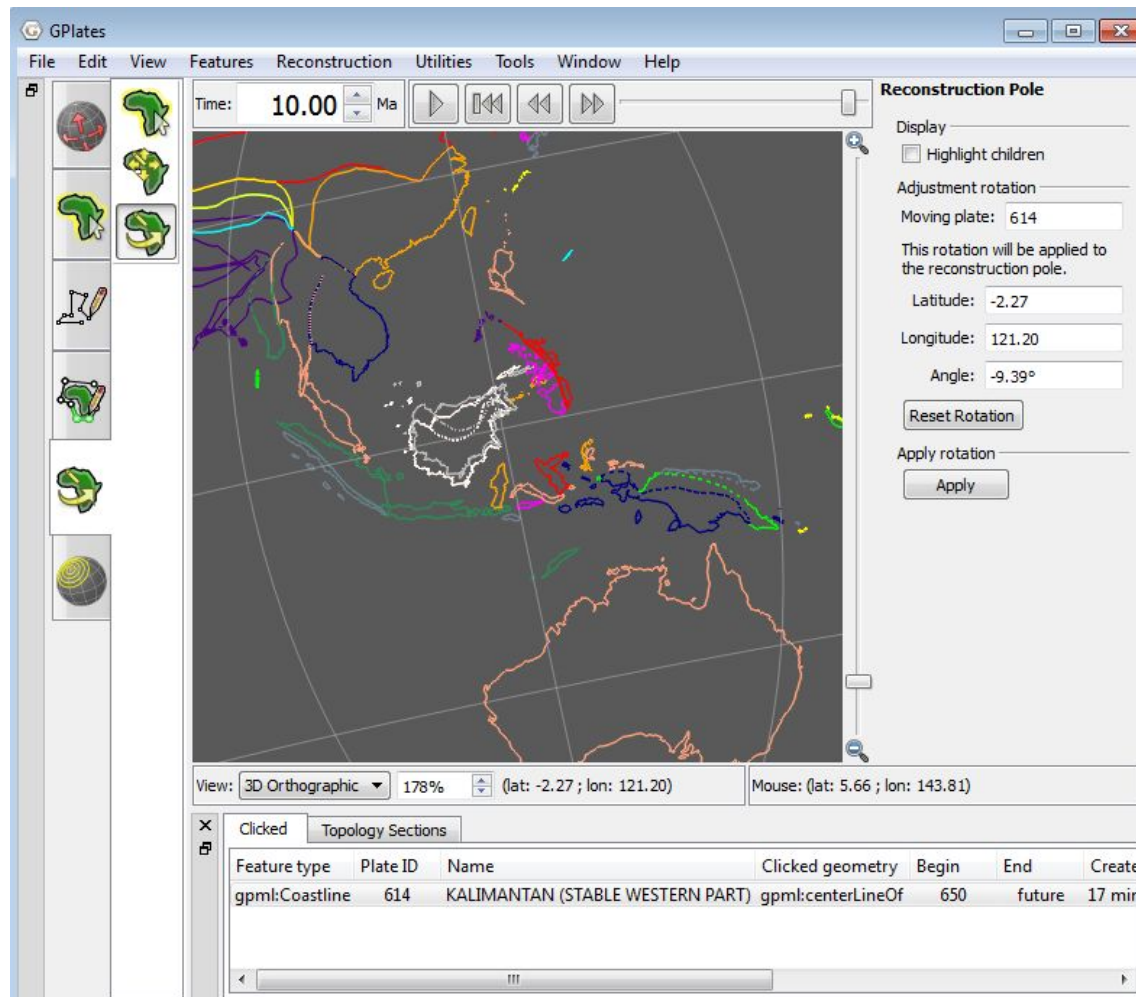 GPlates
File Edit View Features Reconstruction Utilities Tools Window Help
Time: 10.00 Ma
Reconstruction Pole
Display
Highlight children
Adjustment rotation
Moving plate: 614
This rotation will be applied to
the reconstruction pole.
Latitude: -2.27
Longitude: 121.20
Angle: -9.39°
Reset Rotation
Apply rotation
Apply
View: 3D Orthographic 178% (lat: -2.27 ; lon: 121.20) Mouse: (lat: 5.66 ; lon: 143.81)
Clicked Topology Sections
Feature type Plate ID Name Clicked geometry Begin End Create
gpml:Coastline 614 KALIMANTAN (STABLE WESTERN PART) gpml:centerLineOf 650 future 17 min